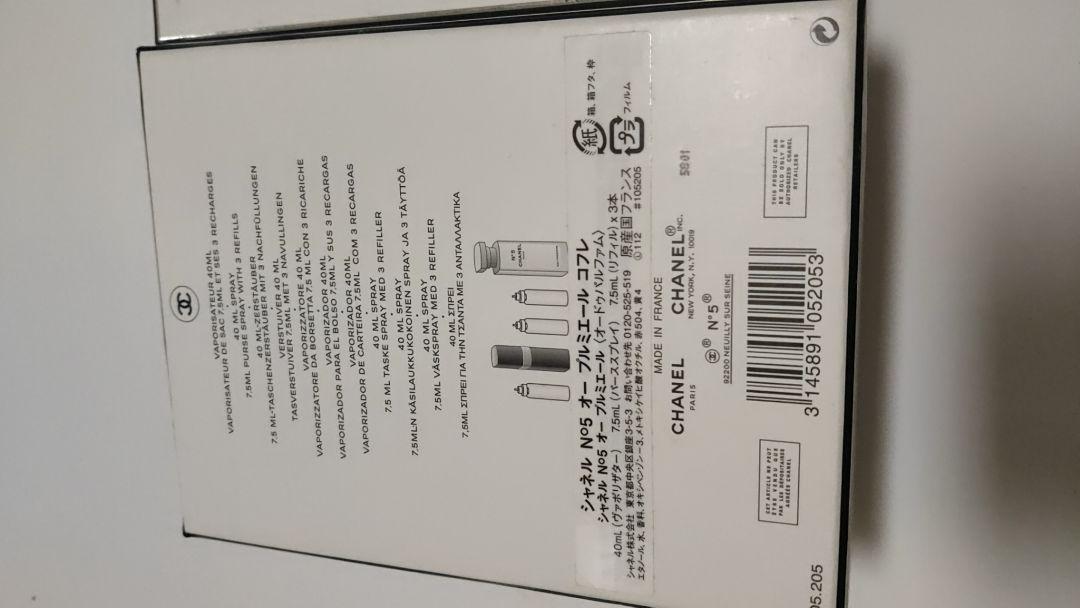 VAPORISATEUR 40ML
VAPORISATEUR DE SAC 7,5ML ET SES 3 RECHARGES
40 ML SPRAY
7,5ML PURSE SPRAY WITH 3 REFILLS
40 ML-ZERSTÄUBER
7,5 ML-TASCHENZERSTÄUBER MIT 3 NACHFÜLLUNGEN
VERSTUIVER 40 ML
TASVERSTUIVER 7,5ML MET 3 NAVULLINGEN
VAPORIZZATORE 40 ML
VAPORIZZATORE DA BORSETTA 7,5 ML CON 3 RICARICHE
VAPORIZADOR 40ML
VAPORIZADOR PARA EL BOLSO 7,5ML Y SUS 3 RECARGAS
VAPORIZADOR 40ML
VAPORIZADOR DE CARTEIRA 7,5ML COM 3 RECARGAS
40 ML SPRAY
7,5 ML TASKE SPRAY MED 3 REFILLER
40 ML SPRAY
7,5MLN KÄSILAUKKUKOKOINEN SPRAY JA 3 TÄYTTÖÄ
40 ML SPRAY
7,5ML VÄSKSPRAY MED 3 REFILLER
40 ML ΣΠΡΕΪ
7,5ML ΣΠΡΕΪ ΓΙΑ ΤΗΝ ΤΣΑΝΤΑ ΜΕ 3 ΑΝΤΑΛΛΑΚΤΙΚΑ
N°5
CHANEL
シャネル N°5 オー プルミエール コフレ
シャネル N°5 オー プルミエール (オードゥパルファム)
40mL (ヴァポリザター) 7.5mL (パーススプレイ) 7.5mL (リフィル) x 3本
シャネル株式会社 東京都中央区銀座3-5-3 お問い合わせ先 0120-525-519 原産国フランス
エタノール、水、香料、オキシベンゾン-3、メトキシケイヒ酸オクチル、赤504、黄4 ①112 #105205
紙 箱、箱フタ、枠
プラ フィルム
MADE IN FRANCE
CHANEL CHANEL® INC.
PARIS NEW YORK, N.Y. 10019
® N°5®
92200 NEUILLY SUR SEINE
5801
THIS PRODUCT CAN
BE SOLD ONLY BY
AUTHORIZED CHANEL
RETAILERS
CET ARTICLE NE PEUT
ÊTRE VENDU QUE
PAR LES DÉPOSITAIRES
AGRÉÉS CHANEL
3 145891 052053
05.205